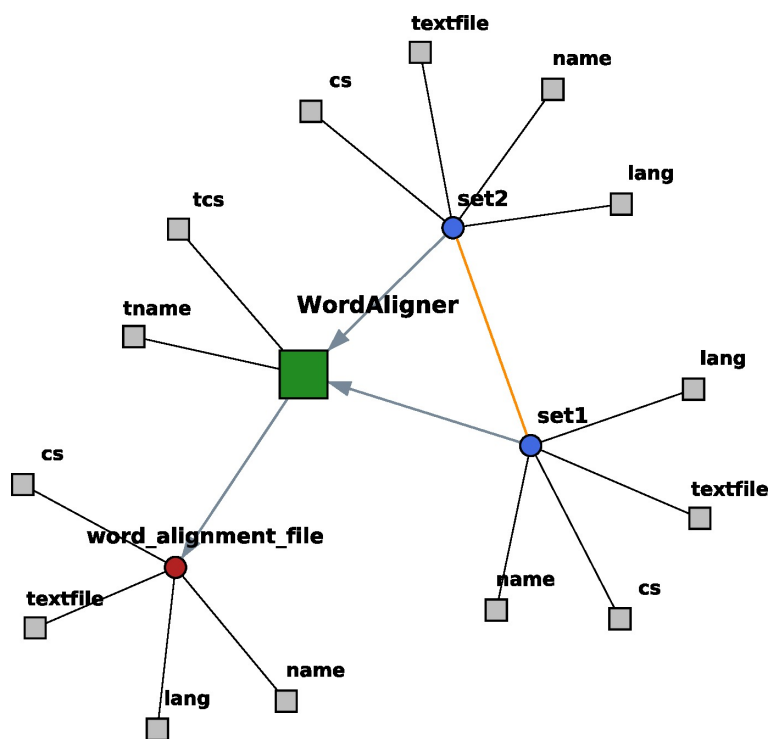 textfile
name
cs
lang
set2
tcs
WordAligner
tname
lang
set1
cs
textfile
word_alignment_file
name
cs
textfile
name
lang